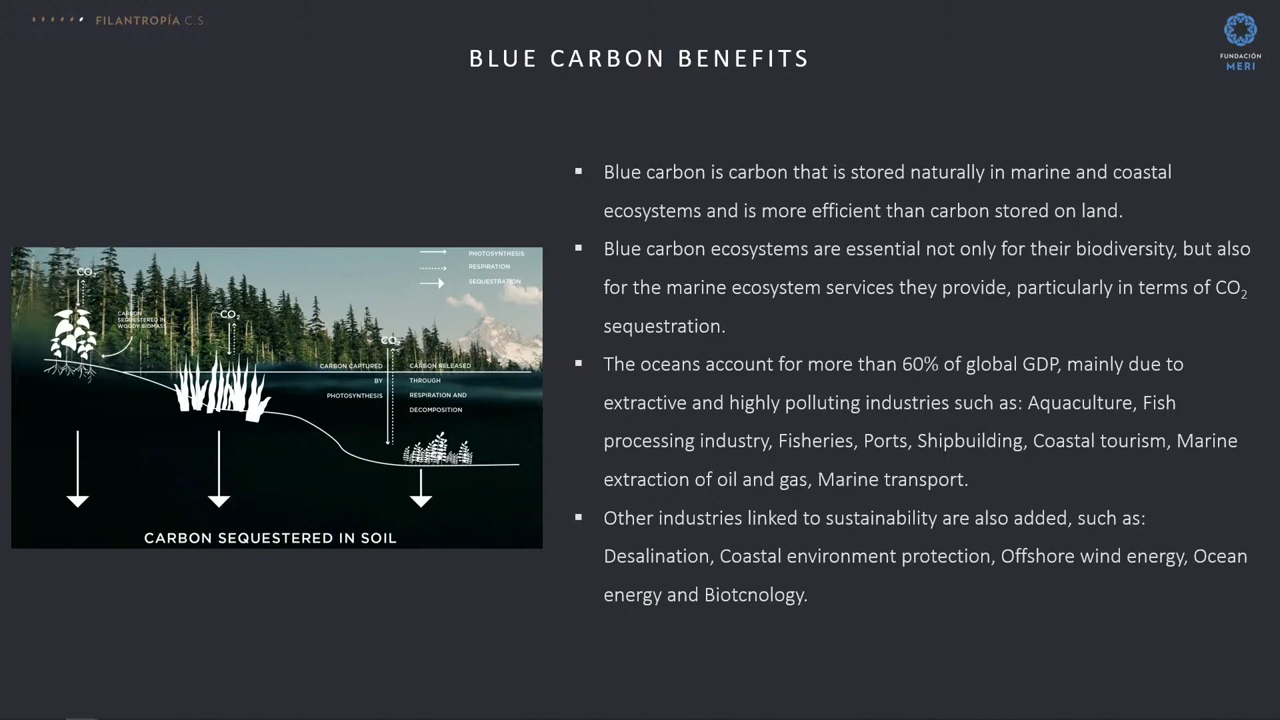 FILANTROPÍA C.S.
FUNDACIÓN
MERI
BLUE CARBON BENEFITS
▪ Blue carbon is carbon that is stored naturally in marine and coastal
ecosystems and is more efficient than carbon stored on land.
▪ Blue carbon ecosystems are essential not only for their biodiversity, but also
for the marine ecosystem services they provide, particularly in terms of CO₂
sequestration.
▪ The oceans account for more than 60% of global GDP, mainly due to
extractive and highly polluting industries such as: Aquaculture, Fish
processing industry, Fisheries, Ports, Shipbuilding, Coastal tourism, Marine
extraction of oil and gas, Marine transport.
▪ Other industries linked to sustainability are also added, such as:
Desalination, Coastal environment protection, Offshore wind energy, Ocean
energy and Biotcnology.
PHOTOSYNTHESIS
RESPIRATION
SEQUESTRATION
CO₂
CARBON
SEQUESTERED IN
WOODY BIOMASS
CO₂
CO₂
CARBON CAPTURED
BY
PHOTOSYNTHESIS
CARBON RELEASED
THROUGH
RESPIRATION AND
DECOMPOSITION
CARBON SEQUESTERED IN SOIL